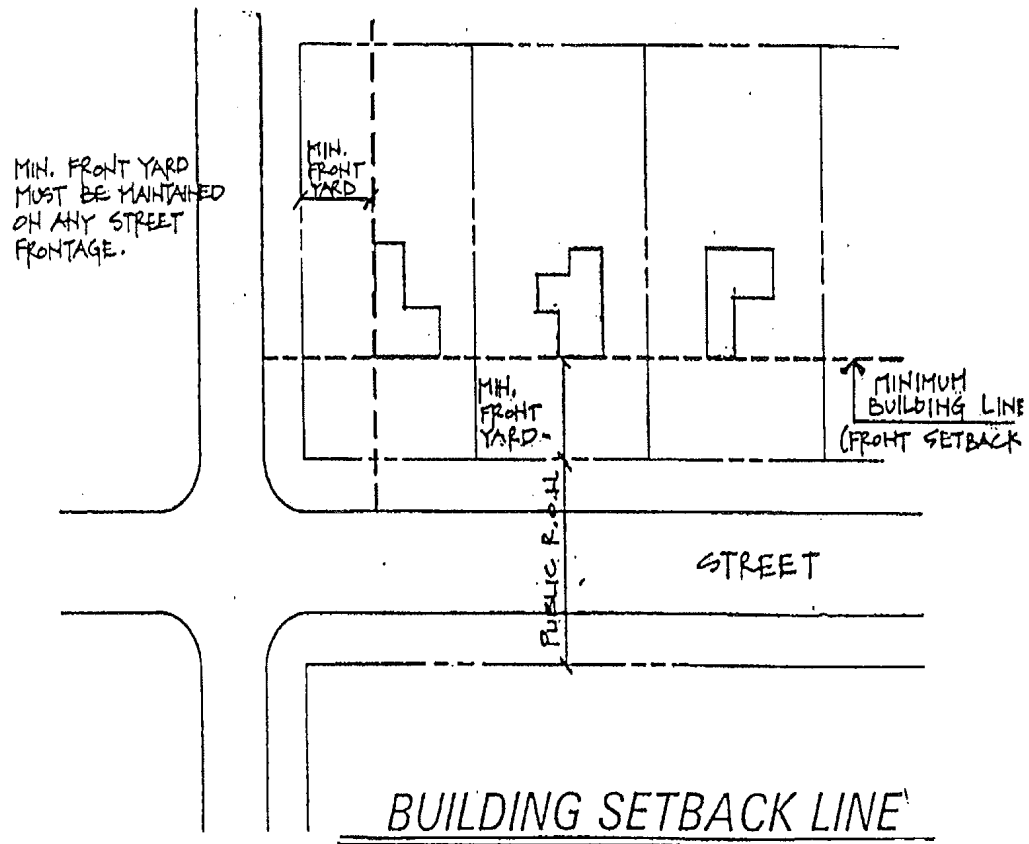 MIN. FRONT YARD
MUST BE MAINTAINED
ON ANY STREET
FRONTAGE.
MIN.
FRONT
YARD
MIN.
FRONT
YARD.
MINIMUM
BUILDING LINE
(FRONT SETBACK
PUBLIC R.O.W
STREET
BUILDING SETBACK LINE